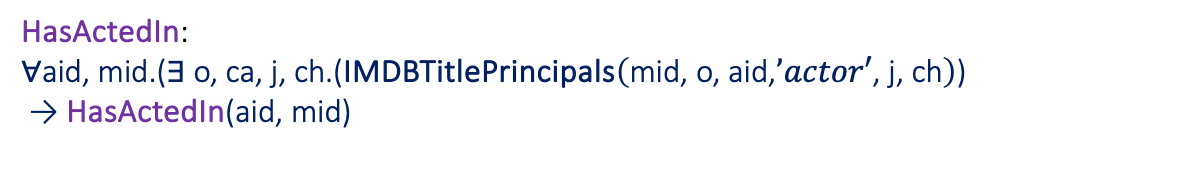 HasActedIn:
∀aid, mid.(∃ o, ca, j, ch.(IMDBTitlePrincipals(mid, o, aid,’actor′, j, ch))
→ HasActedIn(aid, mid)